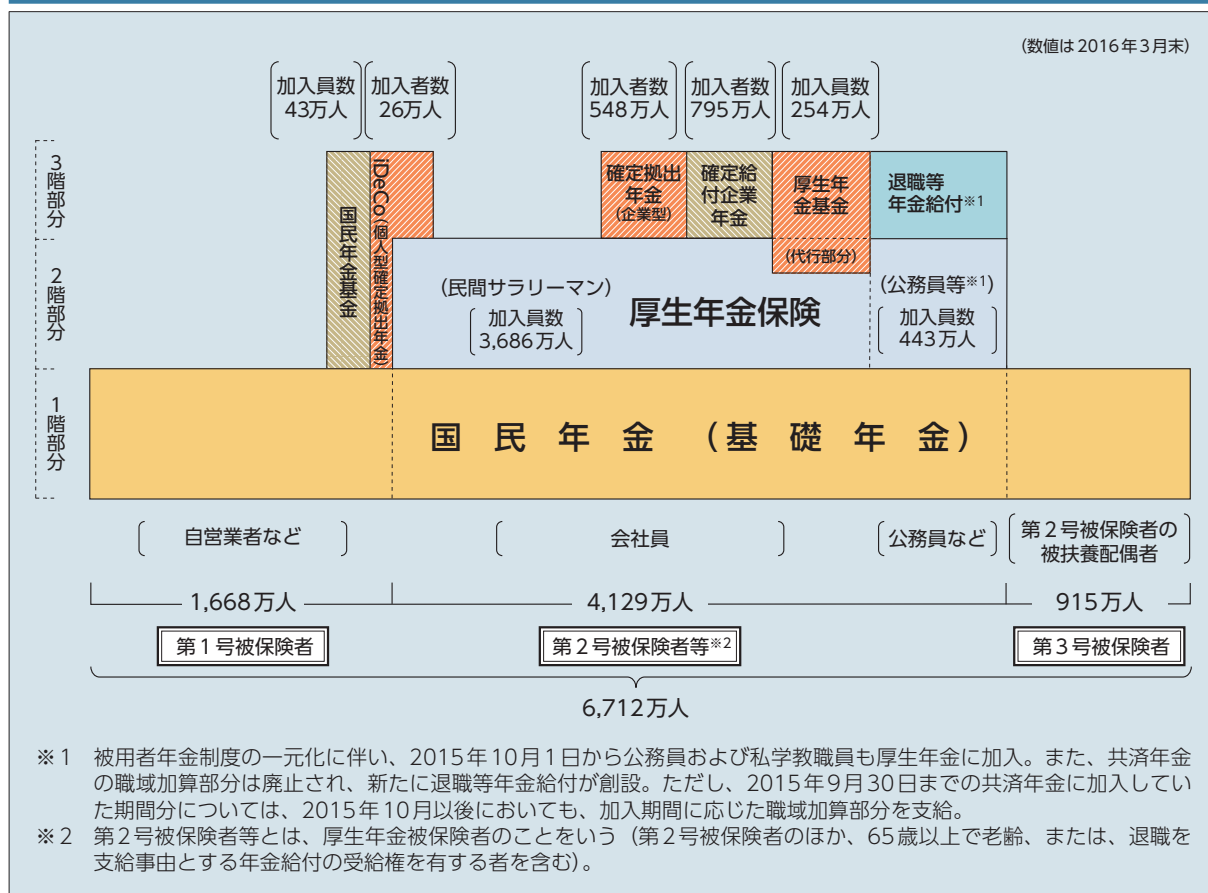 (数値は2016年3月末)
加入員数
43万人
加入者数
26万人
加入者数
548万人
加入者数
795万人
加入員数
254万人
3階部分
国民年金基金
iDeCo(個人型確定拠出年金)
確定拠出
年金
(企業型)
確定給
付企業
年金
厚生年
金基金
(代行部分)
退職等
年金給付※1
2階部分
(民間サラリーマン)
加入員数
3,686万人
厚生年金保険
(公務員等※1)
加入員数
443万人
1階部分
国民年金(基礎年金)
自営業者など
会社員
公務員など
第2号被保険者の
被扶養配偶者
1,668万人
4,129万人
915万人
第1号被保険者
第2号被保険者等※2
第3号被保険者
6,712万人
※1 被用者年金制度の一元化に伴い、2015年10月1日から公務員および私学教職員も厚生年金に加入。また、共済年金
の職域加算部分は廃止され、新たに退職等年金給付が創設。ただし、2015年9月30日までの共済年金に加入してい
た期間分については、2015年10月以後においても、加入期間に応じた職域加算部分を支給。
※2 第2号被保険者等とは、厚生年金被保険者のことをいう(第2号被保険者のほか、65歳以上で老齢、または、退職を
支給事由とする年金給付の受給権を有する者を含む)。